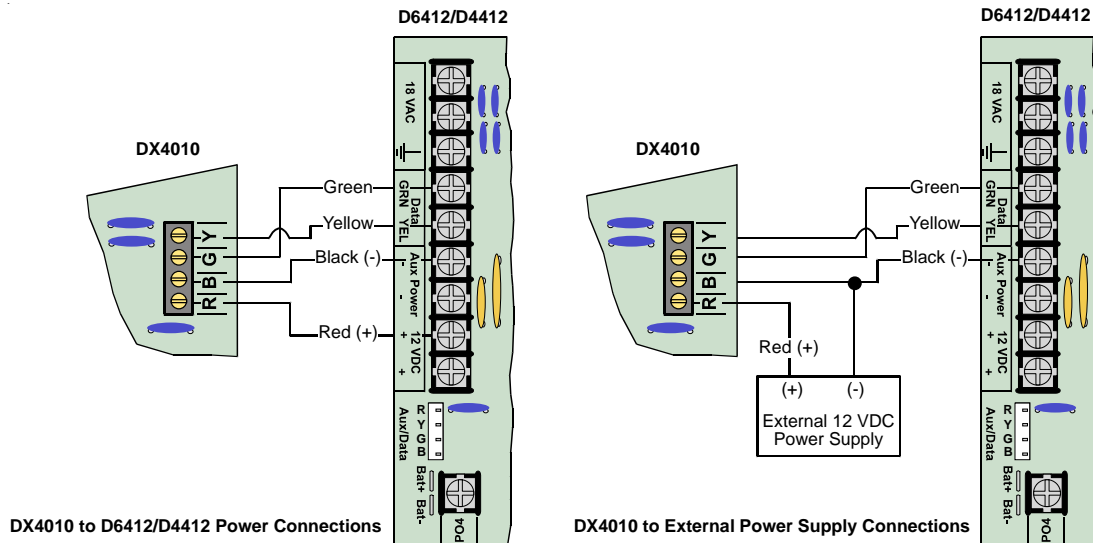 D6412/D4412
18 VAC
DX4010
Green
Yellow
Black (-)
Red (+)
Y
G
B
R
Data
GRN YEL
Aux Power
- -
12 VDC
+ +
R
Y
G
B
Aux/Data
Bat+ Bat-
PO4
DX4010 to D6412/D4412 Power Connections
D6412/D4412
18 VAC
DX4010
Green
Yellow
Black (-)
Y
G
B
R
Red (+)
(+) (-)
External 12 VDC
Power Supply
Data
GRN YEL
Aux Power
- -
12 VDC
+ +
R
Y
G
B
Aux/Data
Bat+ Bat-
PO4
DX4010 to External Power Supply Connections